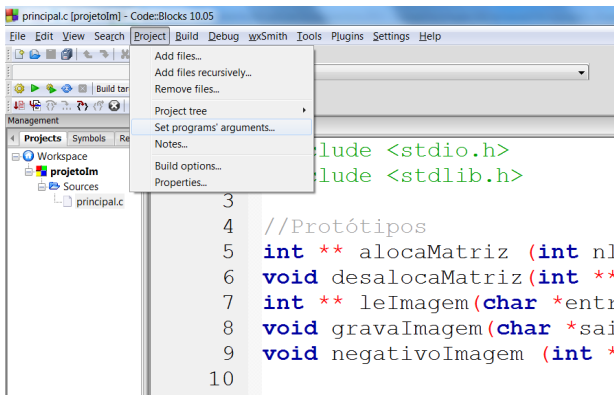 principal.c [projetoIm] - Code::Blocks 10.05
File Edit View Search Project Build Debug wxSmith Tools Plugins Settings Help
Add files...
Add files recursively...
Remove files...
Project tree
Set programs' arguments...
Notes...
Build options...
Properties...
Build tar
Management
Projects Symbols Re
Workspace
projetoIm
Sources
principal.c
lude <stdio.h>
lude <stdlib.h>
3
4 //Protótipos
5 int ** alocaMatriz (int nl
6 void desalocaMatriz(int **
7 int ** leImagem(char *entr
8 void gravaImagem(char *sai
9 void negativoImagem (int *
10